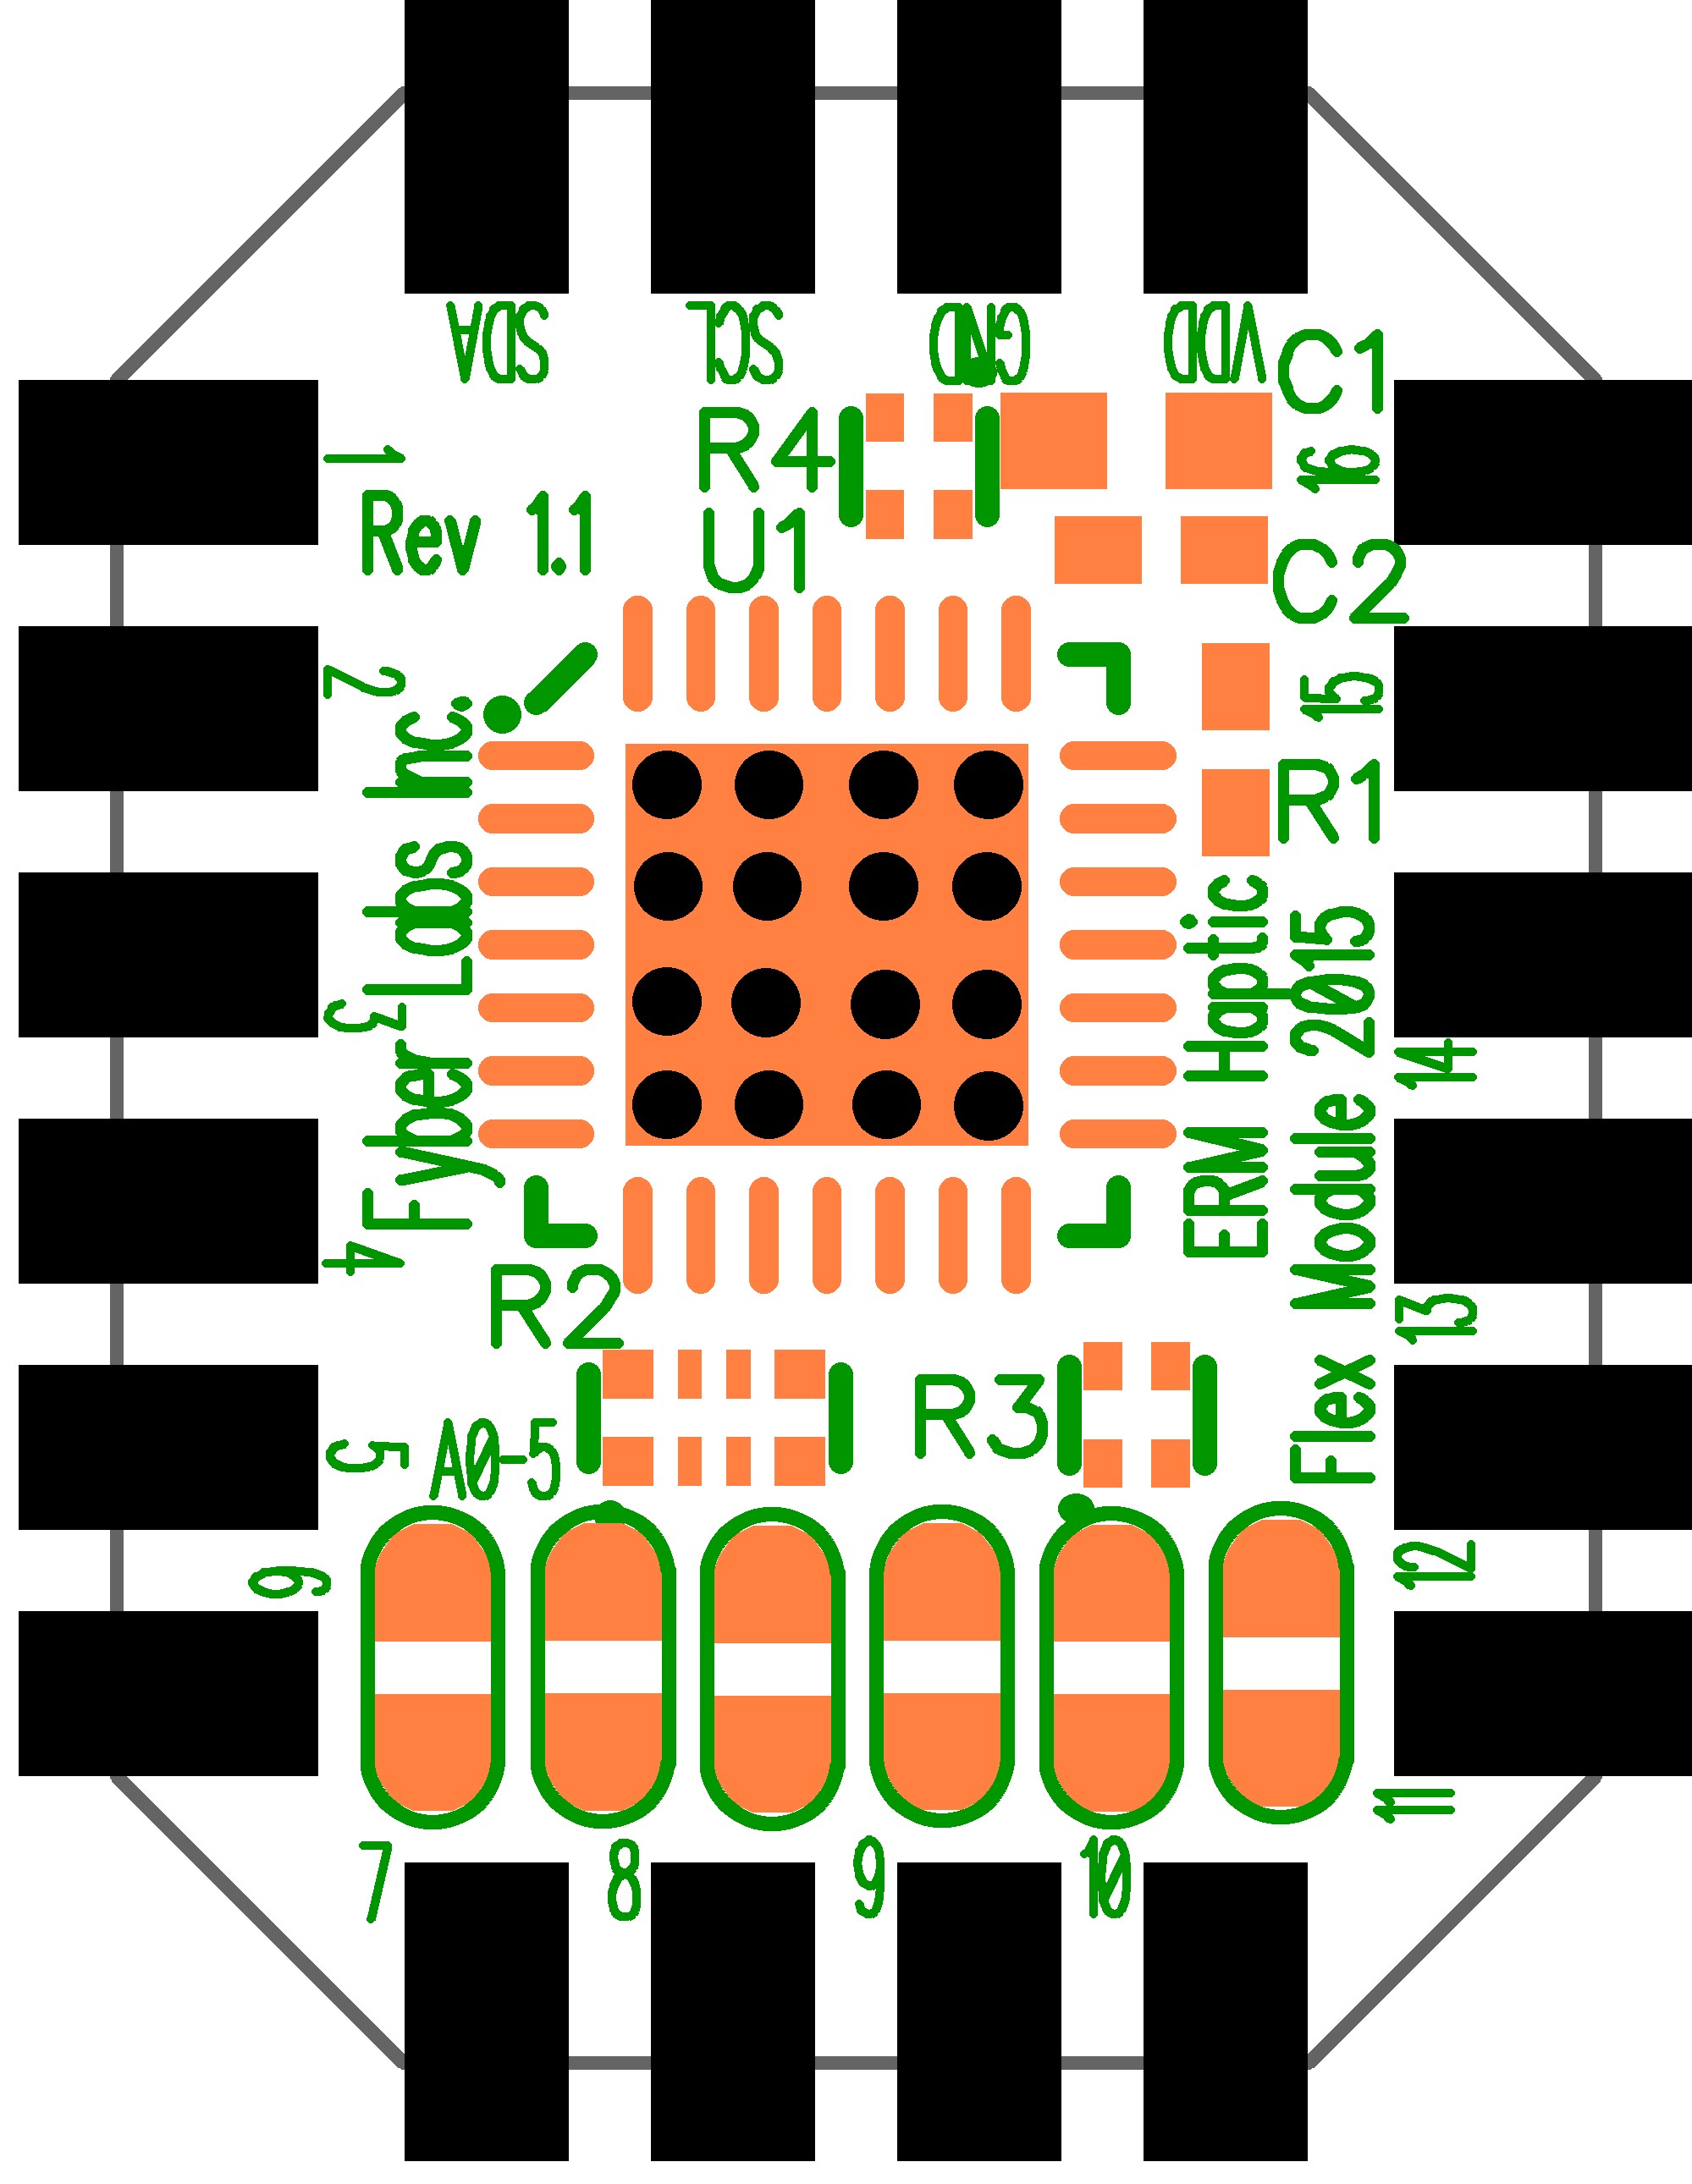 SDA
SCL
GND
VDD
C1
R4
1
16
Rev 1.1
U1
C2
2
15
R1
Fyber Labs Inc.
3
ERM Haptic
Flex Module 2015
14
4
13
R2
R3
5
A0-5
12
6
11
7
8
9
10